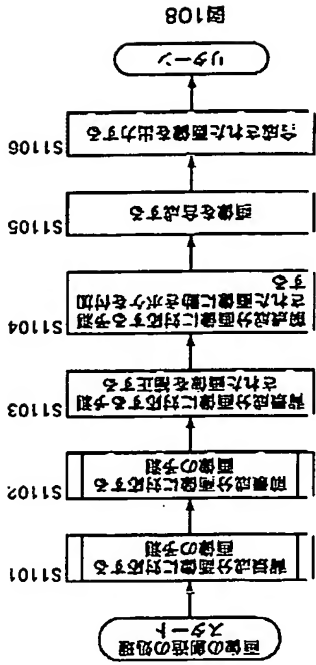 画像の創造の処理
スタート
S1101
背景成分画像に対応する
画像の予測
S1102
前景成分画像に対応する
画像の予測
S1103
背景成分画像に対応する予測
された画像を補正する
S1104
前景成分画像に対応する予測
された画像に動きボケを付加
する
S1105
画像を合成する
S1106
合成された画像を出力する
リターン
図108